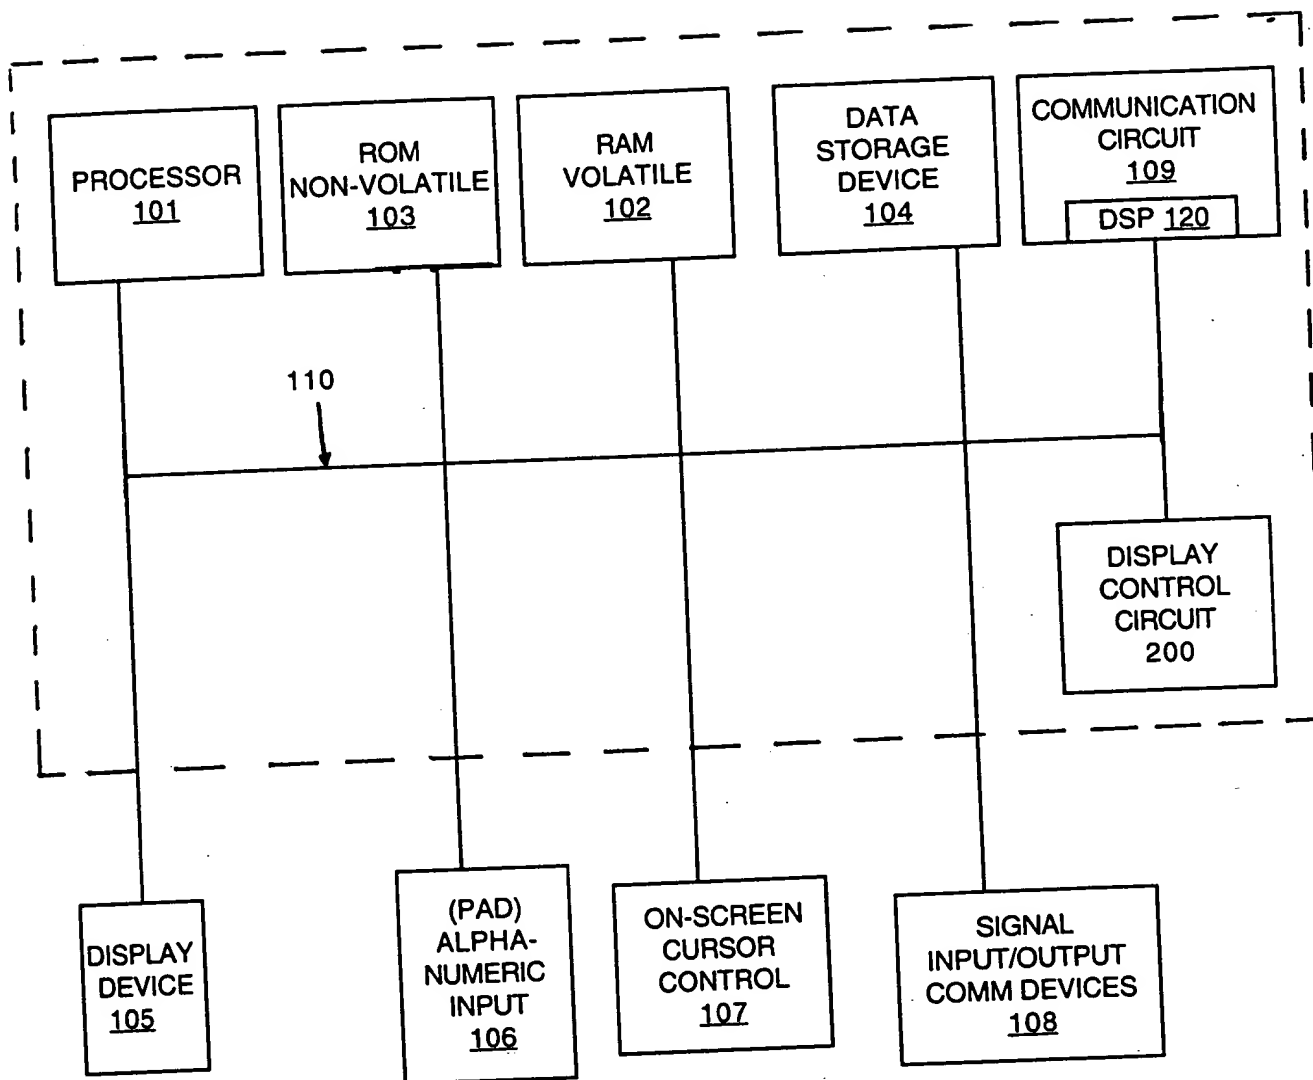 PROCESSOR
101
ROM
NON-VOLATILE
103
RAM
VOLATILE
102
DATA
STORAGE
DEVICE
104
COMMUNICATION
CIRCUIT
109
DSP 120
110
DISPLAY
CONTROL
CIRCUIT
200
DISPLAY
DEVICE
105
(PAD)
ALPHA-
NUMERIC
INPUT
106
ON-SCREEN
CURSOR
CONTROL
107
SIGNAL
INPUT/OUTPUT
COMM DEVICES
108